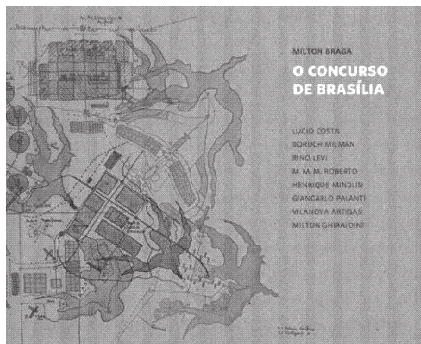 MILTON BRAGA
O CONCURSO
DE BRASÍLIA
LUCIO COSTA
BORUCH MILMAN
RINO LEVI
M. M. M. ROBERTO
HENRIQUE MINDLIN
GIANCARLO PALANTI
VILANOVA ARTIGAS
MILTON GHIRALDINI